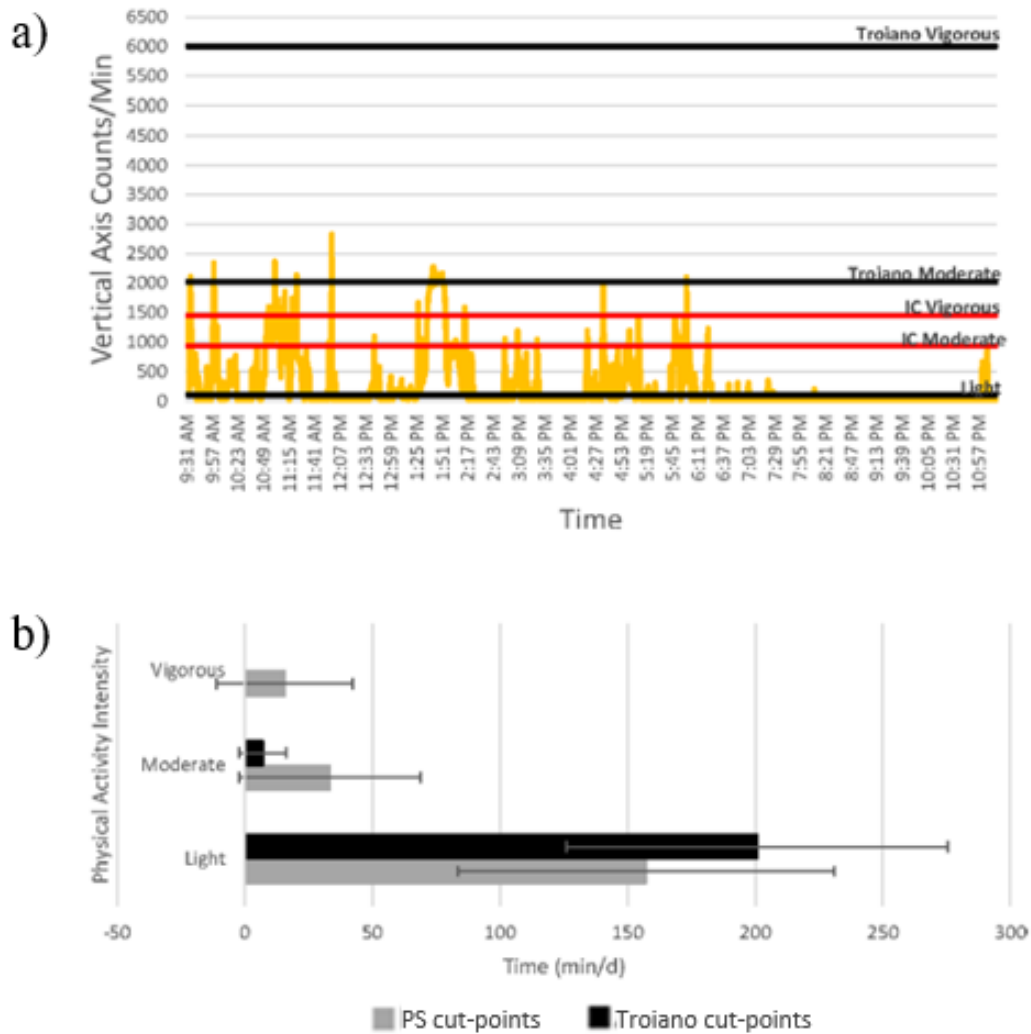 a)
6500
6000
5500
5000
4500
4000
3500
3000
2500
2000
1500
1000
500
0
Vertical Axis Counts/Min
Troiano Vigorous
Troiano Moderate
IC Vigorous
IC Moderate
Light
9:31 AM
9:57 AM
10:23 AM
10:49 AM
11:15 AM
11:41 AM
12:07 PM
12:33 PM
12:59 PM
1:25 PM
1:51 PM
2:17 PM
2:43 PM
3:09 PM
3:35 PM
4:01 PM
4:27 PM
4:53 PM
5:19 PM
5:45 PM
6:11 PM
6:37 PM
7:03 PM
7:29 PM
7:55 PM
8:21 PM
8:47 PM
9:13 PM
9:39 PM
10:05 PM
10:31 PM
10:57 PM
Time
b)
Physical Activity Intensity
Vigorous
Moderate
Light
-50
0
50
100
150
200
250
300
Time (min/d)
PS cut-points
Troiano cut-points